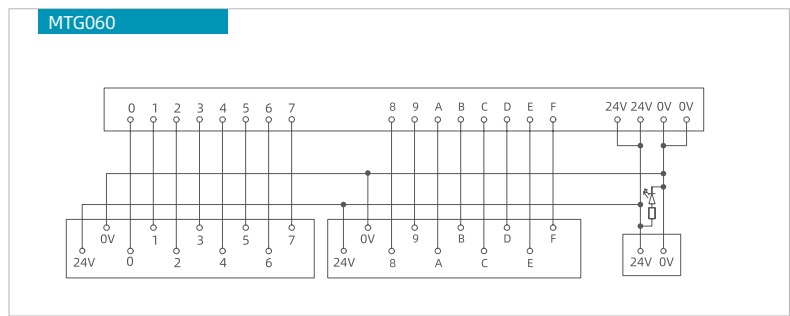 MTG060
0 1 2 3 4 5 6 7 8 9 A B C D E F 24V 24V 0V 0V
0V 1 3 5 7 0V 9 B D F
24V 0 2 4 6 24V 8 A C E 24V 0V